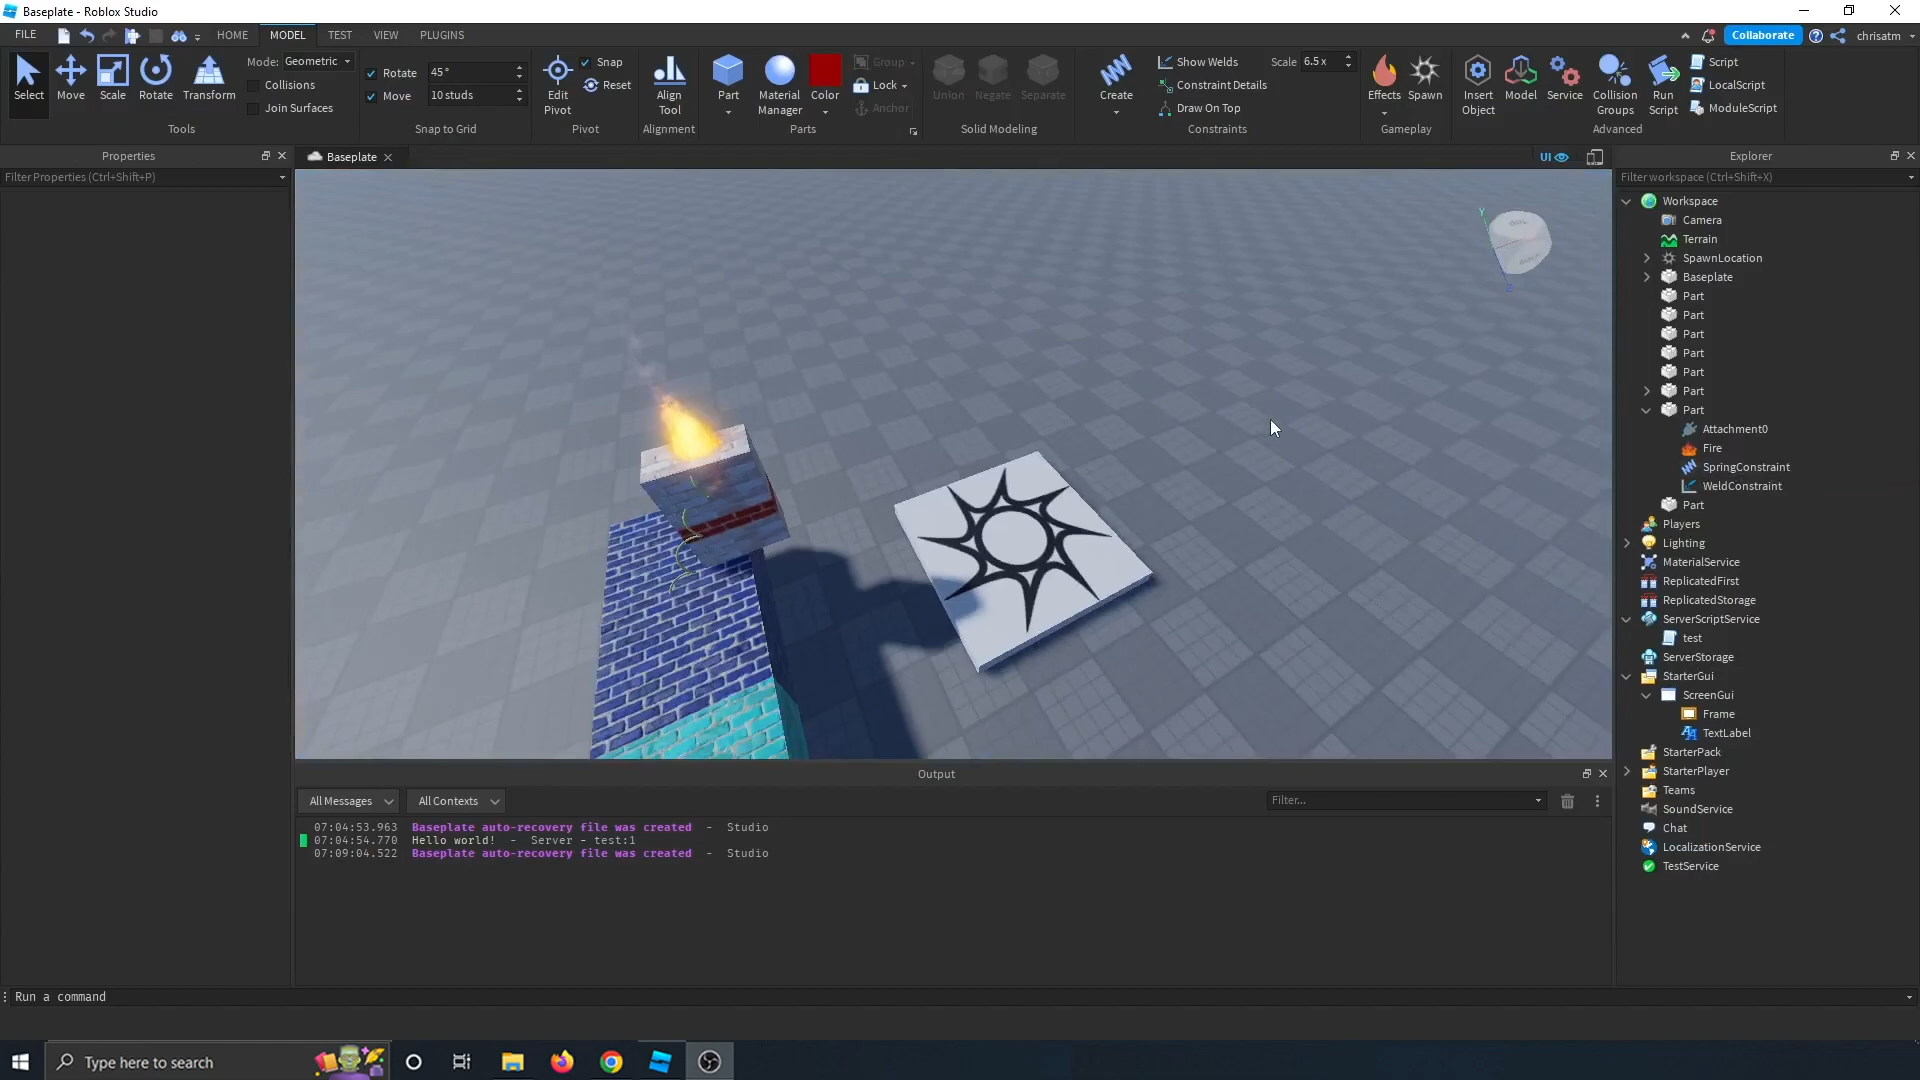 Baseplate - Roblox Studio
FILE HOME MODEL TEST VIEW PLUGINS Collaborate chrisatm
Select Move Scale Rotate Transform
Mode: Geometric
Collisions
Join Surfaces
Tools
Rotate 45°
Move 10 studs
Snap to Grid
Edit Pivot
Snap
Reset
Pivot
Align Tool
Alignment
Part
Material Manager
Color
Group
Lock
Anchor
Parts
Union Negate Separate
Solid Modeling
Create
Show Welds
Constraint Details
Draw On Top
Scale 6.5 x
Constraints
Effects Spawn
Gameplay
Insert Object
Model
Service
Collision Groups
Run Script
Script
LocalScript
ModuleScript
Advanced
Properties
Filter Properties (Ctrl+Shift+P)
Baseplate
UI
Explorer
Filter workspace (Ctrl+Shift+X)
Workspace
Camera
Terrain
SpawnLocation
Baseplate
Part
Part
Part
Part
Part
Part
Part
Attachment0
Fire
SpringConstraint
WeldConstraint
Part
Players
Lighting
MaterialService
ReplicatedFirst
ReplicatedStorage
ServerScriptService
test
ServerStorage
StarterGui
ScreenGui
Frame
TextLabel
StarterPack
StarterPlayer
Teams
SoundService
Chat
LocalizationService
TestService
Y
Z
Output
All Messages All Contexts Filter...
07:04:53.963 Baseplate auto-recovery file was created - Studio
07:04:54.770 Hello world! - Server - test:1
07:09:04.522 Baseplate auto-recovery file was created - Studio
Run a command
Type here to search